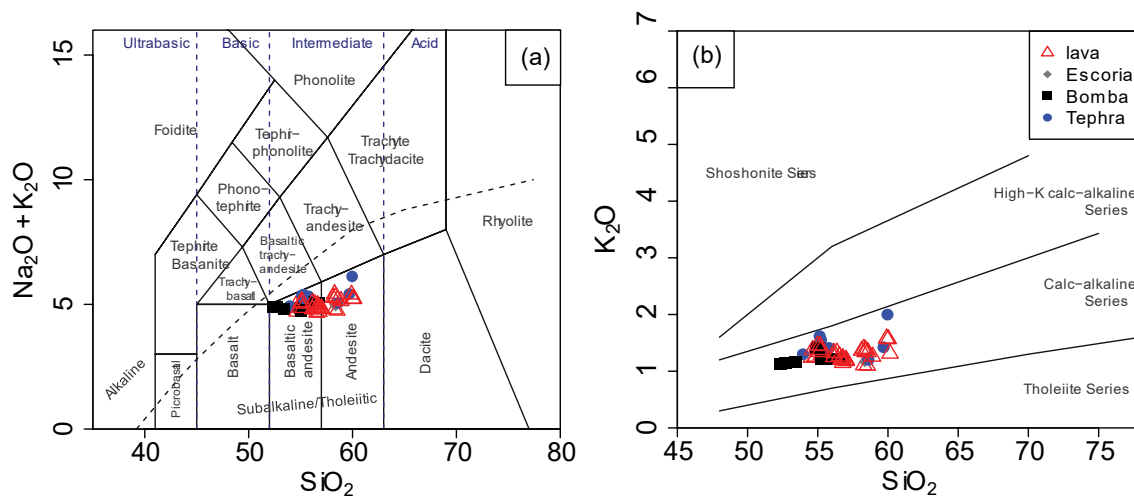 (a)
Ultrabasic
Basic
Intermediate
Acid
Phonolite
Foidite
Tephri-
phonolite
Trachyte
Trachydacite
Phono-
tephrite
Trachy-
andesite
Rhyolite
Tephrite
Basanite
Basaltic
trachy-
andesite
Trachy-
basalt
Alkaline
Picrobasalt
Basalt
Basaltic
andesite
Andesite
Dacite
Subalkaline/Tholeiitic
Na₂O + K₂O
0
5
10
15
40
50
60
70
80
SiO₂
(b)
lava
Escoria
Bomba
Tephra
Shoshonite Series
High-K calc-alkaline
Series
Calc-alkaline
Series
Tholeiite Series
K₂O
0
1
2
3
4
5
6
7
45
50
55
60
65
70
75
SiO₂